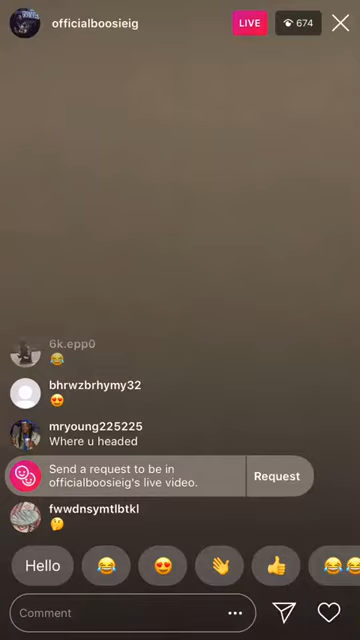 officialboosieig
LIVE
674
6k.epp0
😂
bhrwzbrhymy32
😍
mryoung225225
Where u headed
Send a request to be in
officialboosieig's live video.
Request
fwwdnsymtlbtkl
🤔
Hello
😂
😍
👋
👍
😂😂
Comment